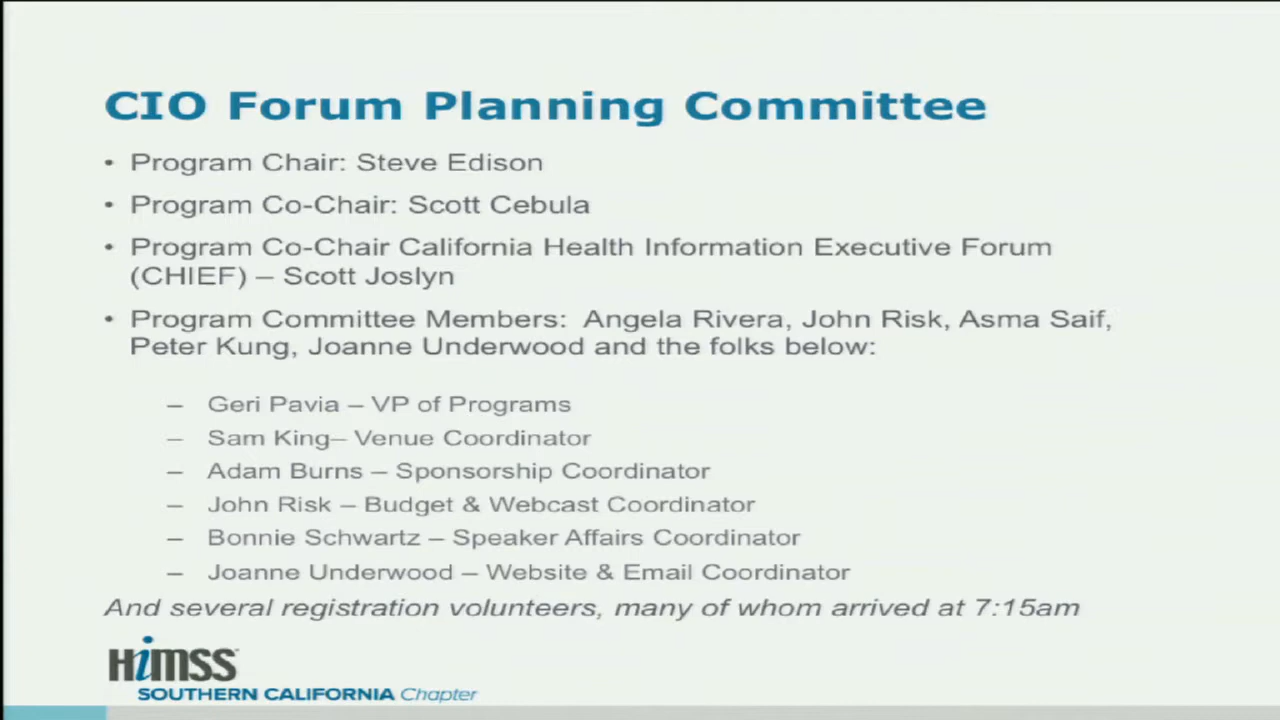 CIO Forum Planning Committee
• Program Chair: Steve Edison
• Program Co-Chair: Scott Cebula
• Program Co-Chair California Health Information Executive Forum
(CHIEF) – Scott Joslyn
• Program Committee Members:  Angela Rivera, John Risk, Asma Saif,
Peter Kung, Joanne Underwood and the folks below:
– Geri Pavia – VP of Programs
– Sam King– Venue Coordinator
– Adam Burns – Sponsorship Coordinator
– John Risk – Budget & Webcast Coordinator
– Bonnie Schwartz – Speaker Affairs Coordinator
– Joanne Underwood – Website & Email Coordinator
And several registration volunteers, many of whom arrived at 7:15am
HiMSS
SOUTHERN CALIFORNIA Chapter